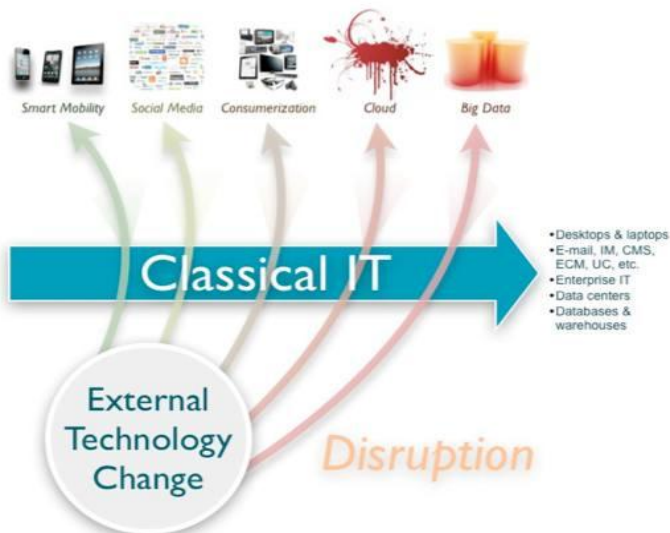 Smart Mobility
Social Media
Consumerization
Cloud
Big Data
Classical IT
•Desktops & laptops
•E-mail, IM, CMS,
ECM, UC, etc.
•Enterprise IT
•Data centers
•Databases &
warehouses
External
Technology
Change
Disruption